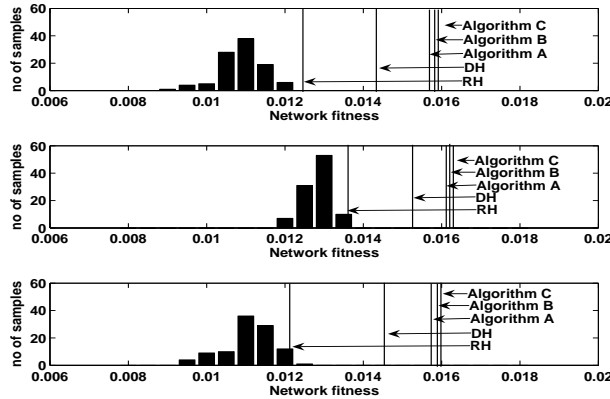 60
40
20
0
no of samples
Algorithm C
Algorithm B
Algorithm A
DH
RH
0.006 0.008 0.01 0.012 0.014 0.016 0.018 0.02
Network fitness
60
40
20
0
no of samples
Algorithm C
Algorithm B
Algorithm A
DH
RH
0.006 0.008 0.01 0.012 0.014 0.016 0.018 0.02
Network fitness
60
40
20
0
no of samples
Algorithm C
Algorithm B
Algorithm A
DH
RH
0.006 0.008 0.01 0.012 0.014 0.016 0.018 0.02
Network fitness